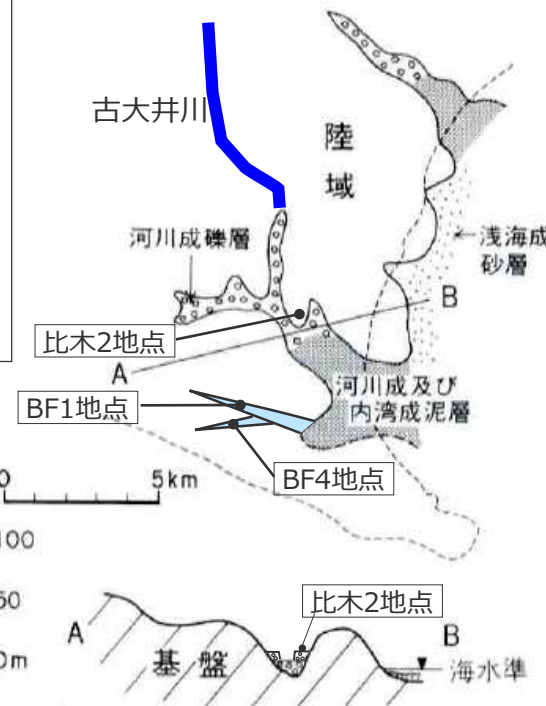 古大井川
陸
域
河川成礫層
浅海成
砂層
比木2地点
B
A
河川成及び
内湾成泥層
BF1地点
BF4地点
0
5km
100
50
比木2地点
A
B
基盤
0m
海水準